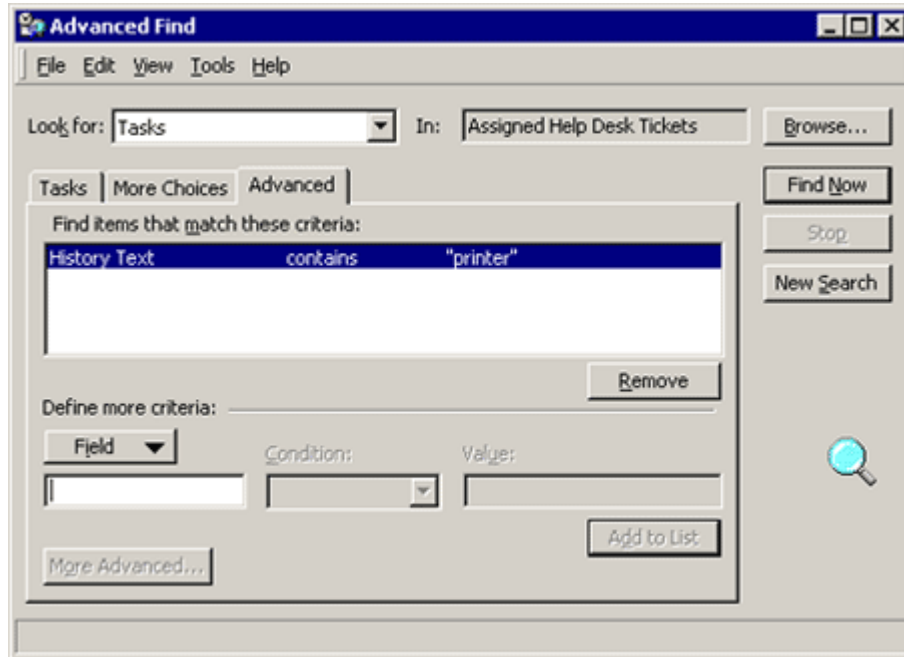 Advanced Find
File Edit View Tools Help
Look for: Tasks In: Assigned Help Desk Tickets Browse...
Tasks More Choices Advanced Find Now
Find items that match these criteria:
Stop
History Text contains "printer"
New Search
Remove
Define more criteria:
Field Condition: Value:
Add to List
More Advanced...